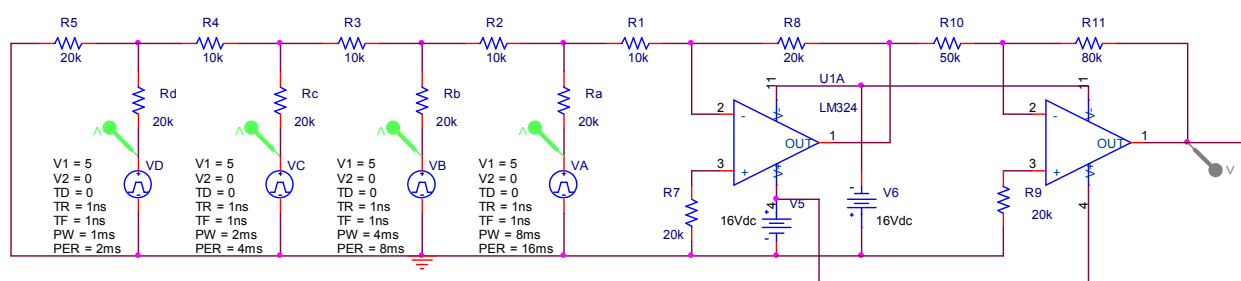 R5
20k
R4
10k
R3
10k
R2
10k
R1
10k
R8
20k
R10
50k
R11
80k
Rd
20k
Rc
20k
Rb
20k
Ra
20k
U1A
LM324
11
V-
2
-
3
+
OUT
1
V+
4
11
V-
2
-
3
+
OUT
1
V+
4
V
VD
V1 = 5
V2 = 0
TD = 0
TR = 1ns
TF = 1ns
PW = 1ms
PER = 2ms
VC
V1 = 5
V2 = 0
TD = 0
TR = 1ns
TF = 1ns
PW = 2ms
PER = 4ms
VB
V1 = 5
V2 = 0
TD = 0
TR = 1ns
TF = 1ns
PW = 4ms
PER = 8ms
VA
V1 = 5
V2 = 0
TD = 0
TR = 1ns
TF = 1ns
PW = 8ms
PER = 16ms
R7
20k
V5
16Vdc
V6
16Vdc
R9
20k